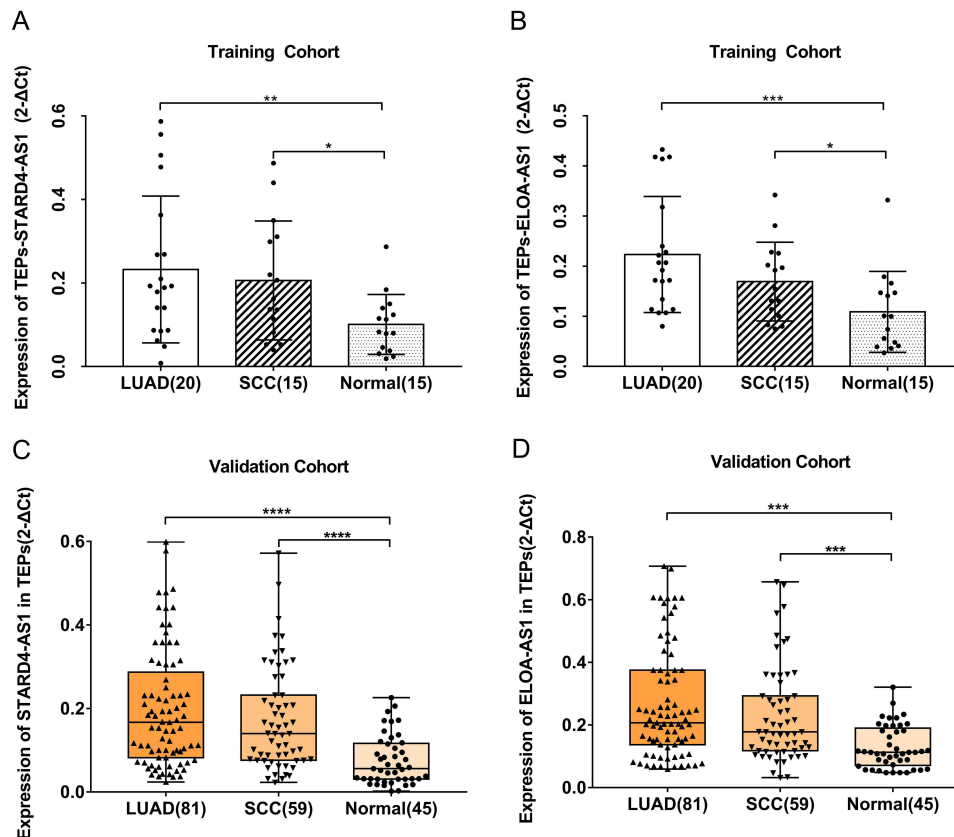 A
Training Cohort
Expression of TEPs-STARD4-AS1 (2-ΔCt)
0.6
0.4
0.2
0.0
**
*
LUAD(20) SCC(15) Normal(15)
B
Training Cohort
Expression of TEPs-ELOA-AS1 (2-ΔCt)
0.5
0.4
0.3
0.2
0.1
0.0
***
*
LUAD(20) SCC(15) Normal(15)
C
Validation Cohort
Expression of STARD4-AS1 in TEPs(2-ΔCt)
0.6
0.4
0.2
0.0
****
****
LUAD(81) SCC(59) Normal(45)
D
Validation Cohort
Expression of ELOA-AS1 in TEPs(2-ΔCt)
0.8
0.6
0.4
0.2
0.0
***
***
LUAD(81) SCC(59) Normal(45)